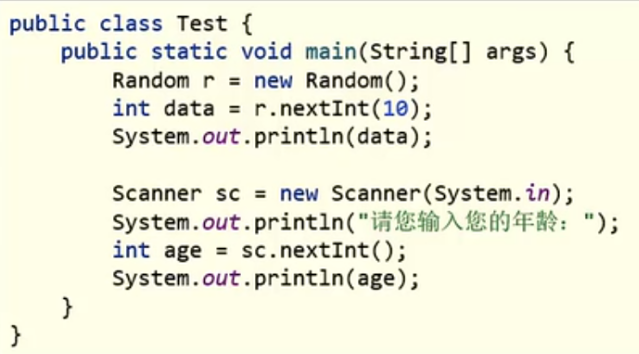 public class Test {
public static void main(String[] args) {
Random r = new Random();
int data = r.nextInt(10);
System.out.println(data);
Scanner sc = new Scanner(System.in);
System.out.println("请您输入您的年龄：");
int age = sc.nextInt();
System.out.println(age);
}
}